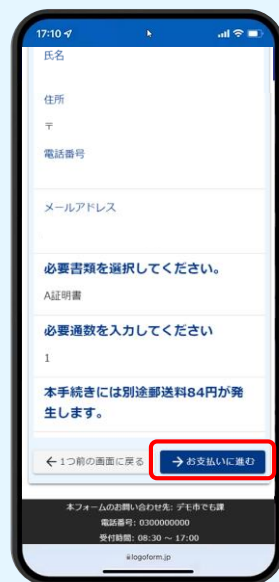 17:10
氏名
住所
〒
電話番号
メールアドレス
必要書類を選択してください。
A証明書
必要通数を入力してください
1
本手続きには別途郵送料84円が発
生します。
←1つ前の画面に戻る
→お支払いに進む
本フォームのお問い合わせ先: デモ市でも課
電話番号: 0300000000
受付時間: 08:30 ～ 17:00
logoform.jp